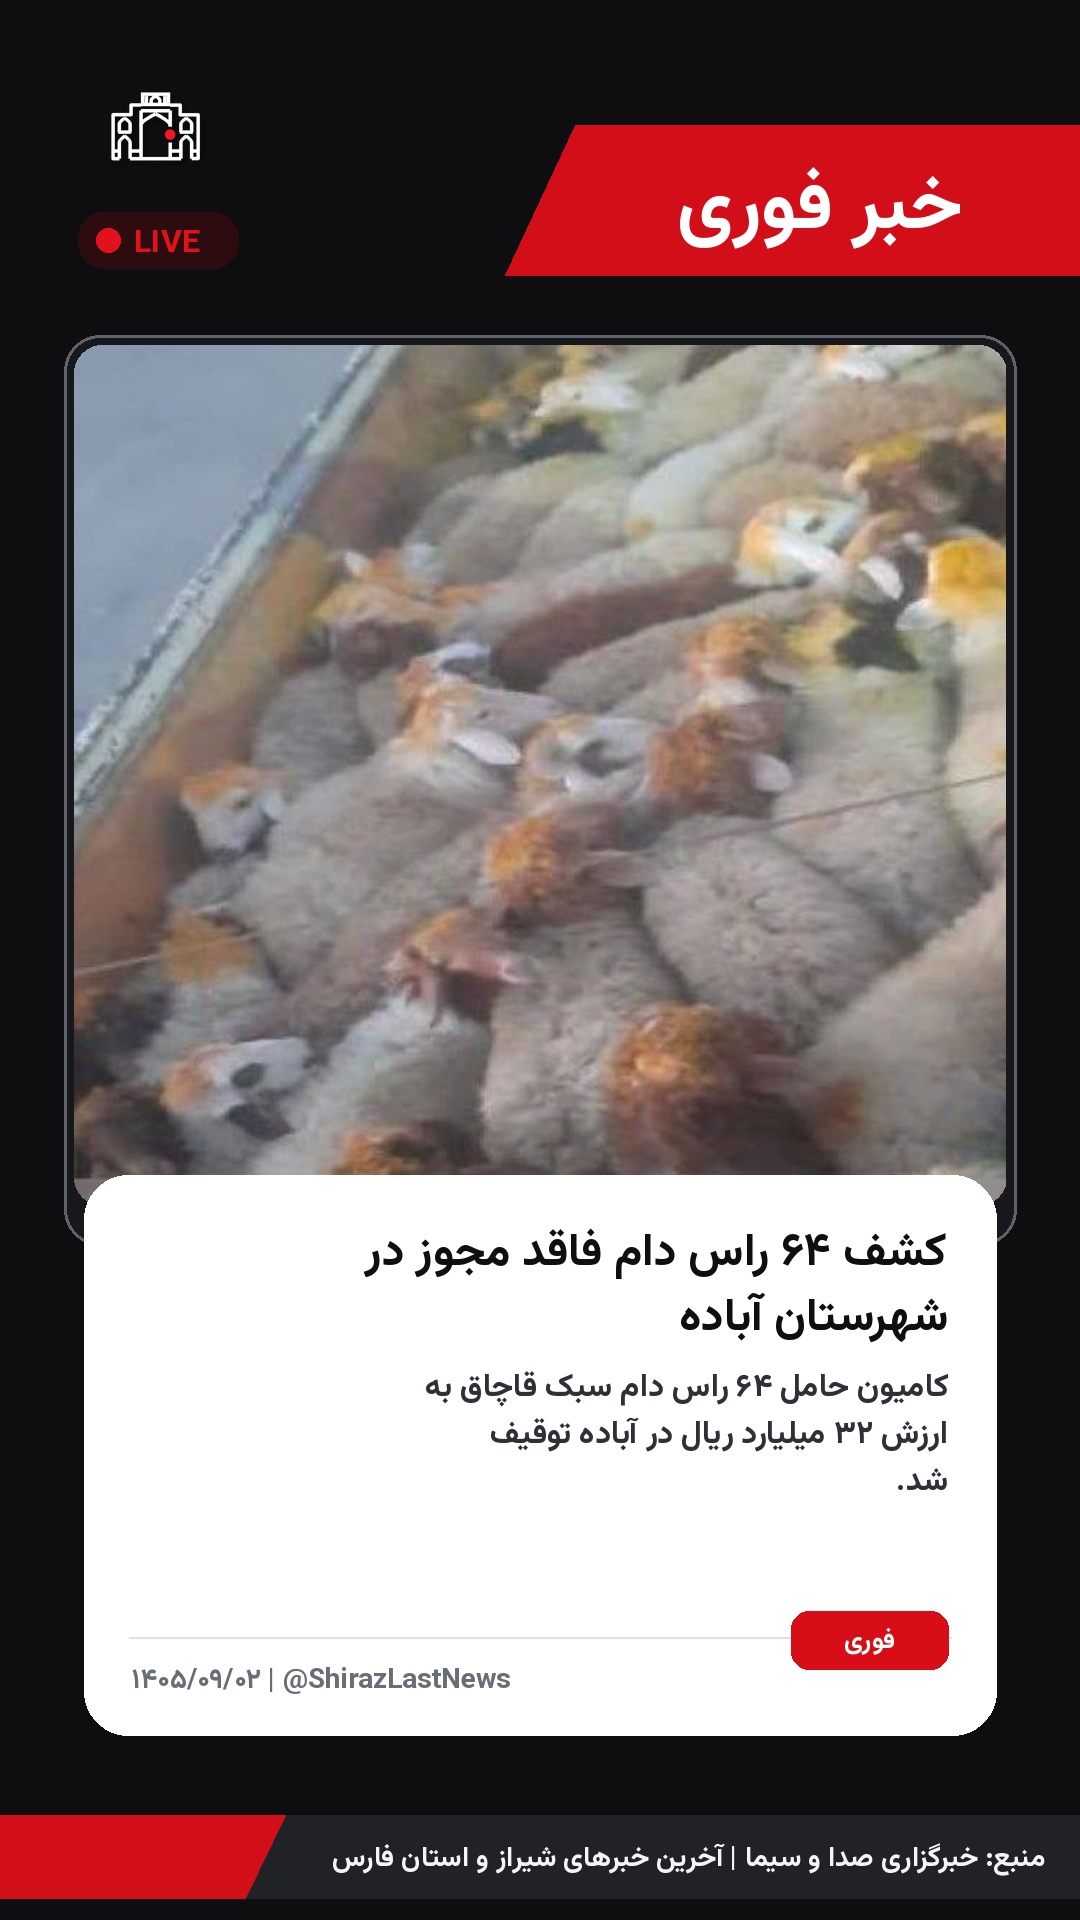 خبر فوری
LIVE
کشف ۶۴ راس دام فاقد مجوز در
شهرستان آباده
کامیون حامل ۶۴ راس دام سبک قاچاق به
ارزش ۳۲ میلیارد ریال در آباده توقیف
شد.
فوری
۱۴۰۵/۰۹/۰۲ | @ShirazLastNews
منبع: خبرگزاری صدا و سیما | آخرین خبرهای شیراز و استان فارس